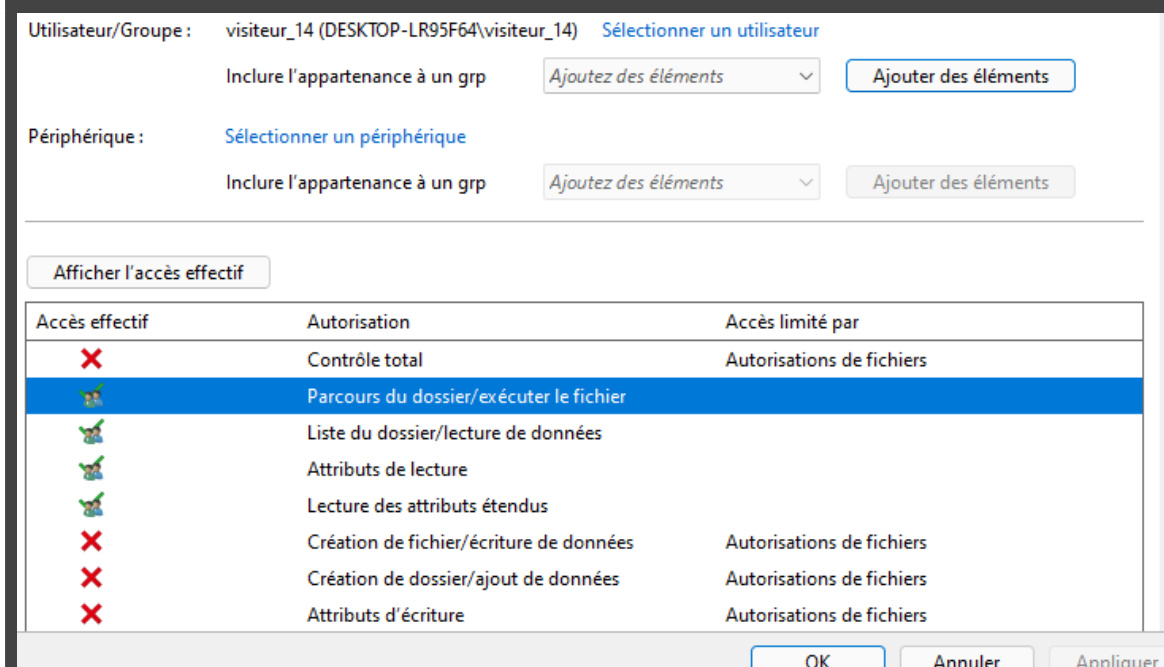 Utilisateur/Groupe : visiteur_14 (DESKTOP-LR95F64\visiteur_14) Sélectionner un utilisateur
Inclure l'appartenance à un grp Ajoutez des éléments Ajouter des éléments
Périphérique : Sélectionner un périphérique
Inclure l'appartenance à un grp Ajoutez des éléments Ajouter des éléments
Afficher l'accès effectif
Accès effectif Autorisation Accès limité par
Contrôle total Autorisations de fichiers
Parcours du dossier/exécuter le fichier
Liste du dossier/lecture de données
Attributs de lecture
Lecture des attributs étendus
Création de fichier/écriture de données Autorisations de fichiers
Création de dossier/ajout de données Autorisations de fichiers
Attributs d'écriture Autorisations de fichiers
OK Annuler Appliquer